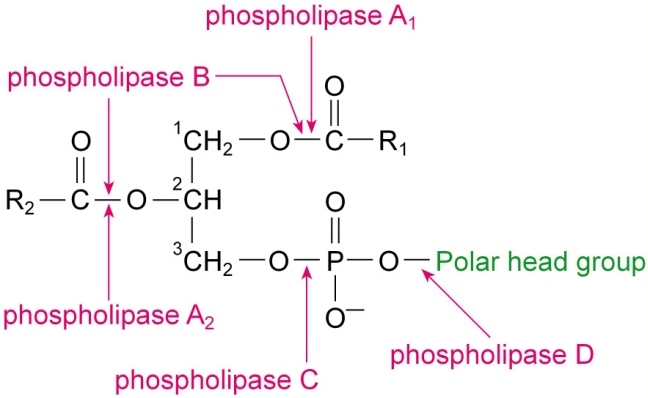 phospholipase A₁
phospholipase B
O
O
¹CH₂—O—C—R₁
R₂—C—O—²CH
O
³CH₂—O—P—O—Polar head group
O⁻
phospholipase A₂
phospholipase D
phospholipase C